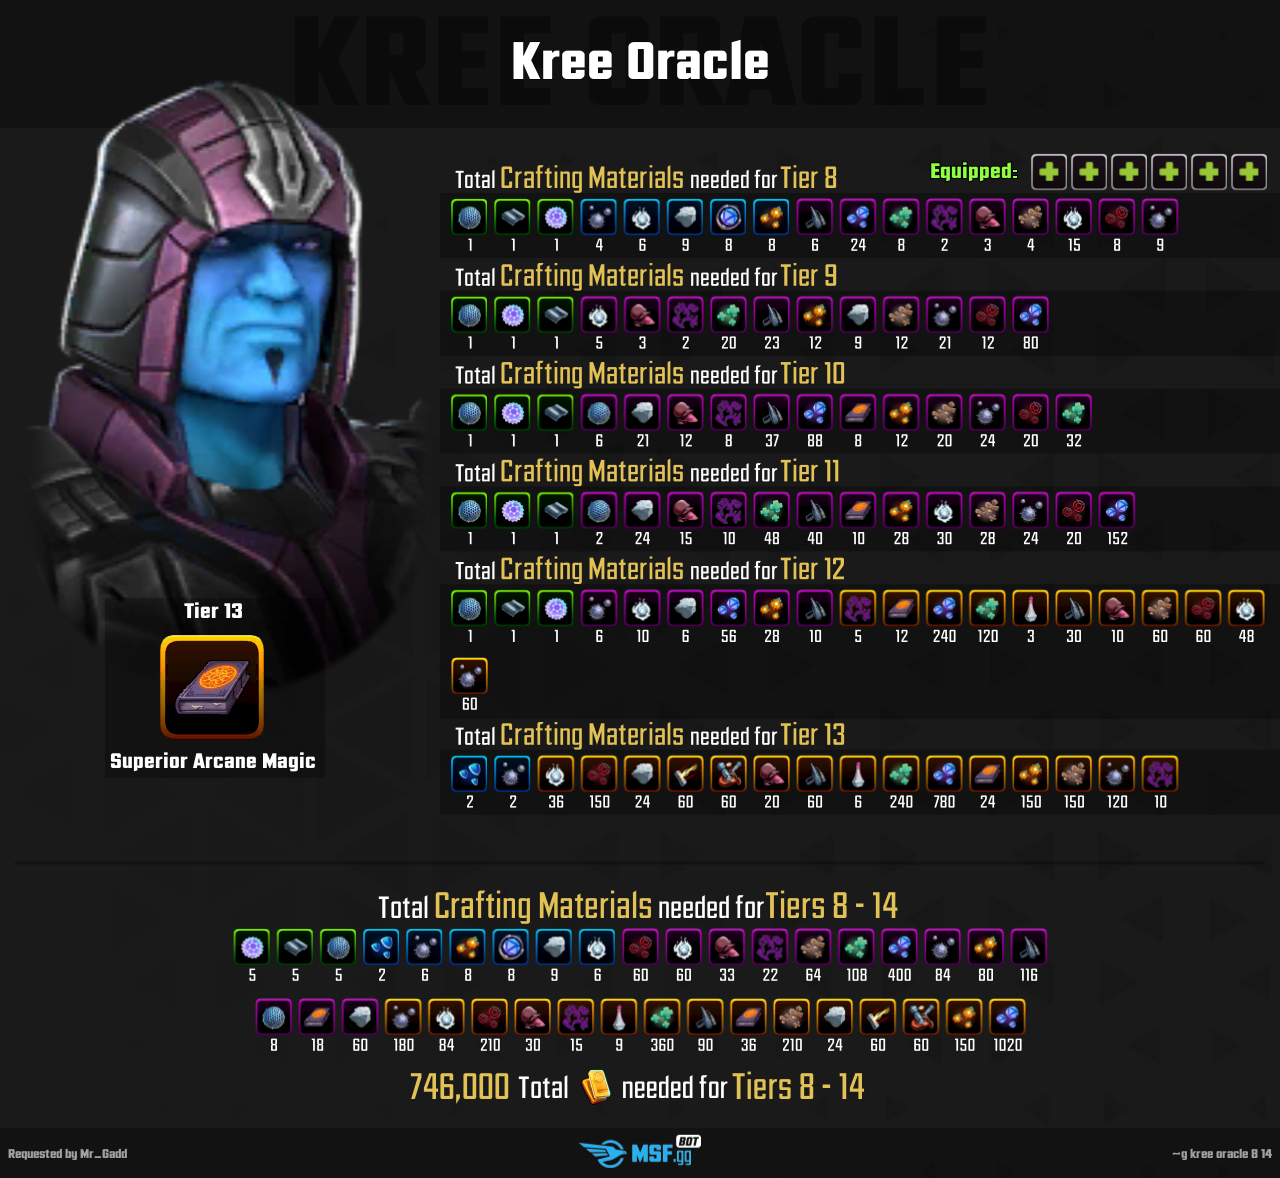 KREE ORACLE
Kree Oracle
Equipped:
Total Crafting Materials needed for Tier 8
1 1 1 4 6 9 8 8 6 24 8 2 3 4 15 8 9
Total Crafting Materials needed for Tier 9
1 1 1 5 3 2 20 23 12 9 12 21 12 80
Total Crafting Materials needed for Tier 10
1 1 1 6 21 12 8 37 88 8 12 20 24 20 32
Total Crafting Materials needed for Tier 11
1 1 1 2 24 15 10 48 40 10 28 30 28 24 20 152
Total Crafting Materials needed for Tier 12
1 1 1 6 10 6 56 28 10 5 12 240 120 3 30 10 60 60 48
60
Total Crafting Materials needed for Tier 13
2 2 36 150 24 60 60 20 60 6 240 780 24 150 150 120 10
Tier 13
Superior Arcane Magic
Total Crafting Materials needed for Tiers 8 - 14
5 5 5 2 6 8 8 9 6 60 60 33 22 64 108 400 84 80 116
8 18 60 180 84 210 30 15 9 360 90 36 210 24 60 60 150 1020
746,000 Total needed for Tiers 8 - 14
Requested by Mr_Gadd
MSF.gg BOT
~g kree oracle 8 14